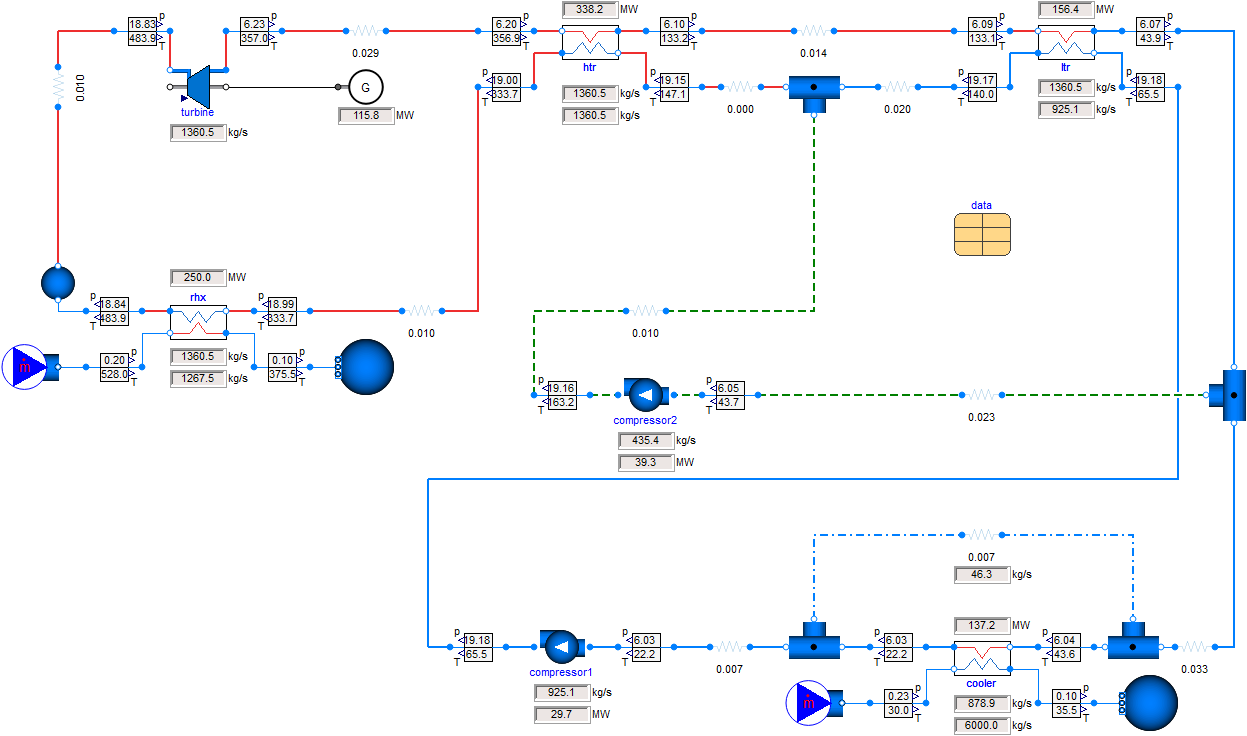 18.83 p
483.9 T
6.23 p
357.0 T
0.029
6.20 p
356.9 T
338.2 MW
htr
6.10 p
133.2 T
0.014
6.09 p
133.1 T
156.4 MW
ltr
6.07 p
43.9 T
0.010
turbine
1360.5 kg/s
G
115.8 MW
p 19.00
T 333.7
1360.5 kg/s
1360.5 kg/s
p 19.15
T 147.1
0.000
0.020
p 19.17
T 140.0
1360.5 kg/s
925.1 kg/s
p 19.18
T 65.5
data
250.0 MW
rhx
p 18.84
T 483.9
p 18.99
T 333.7
0.010
0.010
m
0.20 p
528.0 T
1360.5 kg/s
1267.5 kg/s
0.10 p
375.5 T
p 19.16
T 163.2
compressor2
435.4 kg/s
39.3 MW
p 6.05
T 43.7
0.023
0.007
46.3 kg/s
p 19.18
T 65.5
compressor1
925.1 kg/s
29.7 MW
p 6.03
T 22.2
0.007
p 6.03
T 22.2
137.2 MW
cooler
p 6.04
T 43.6
0.033
m
0.23 p
30.0 T
878.9 kg/s
6000.0 kg/s
0.10 p
35.5 T